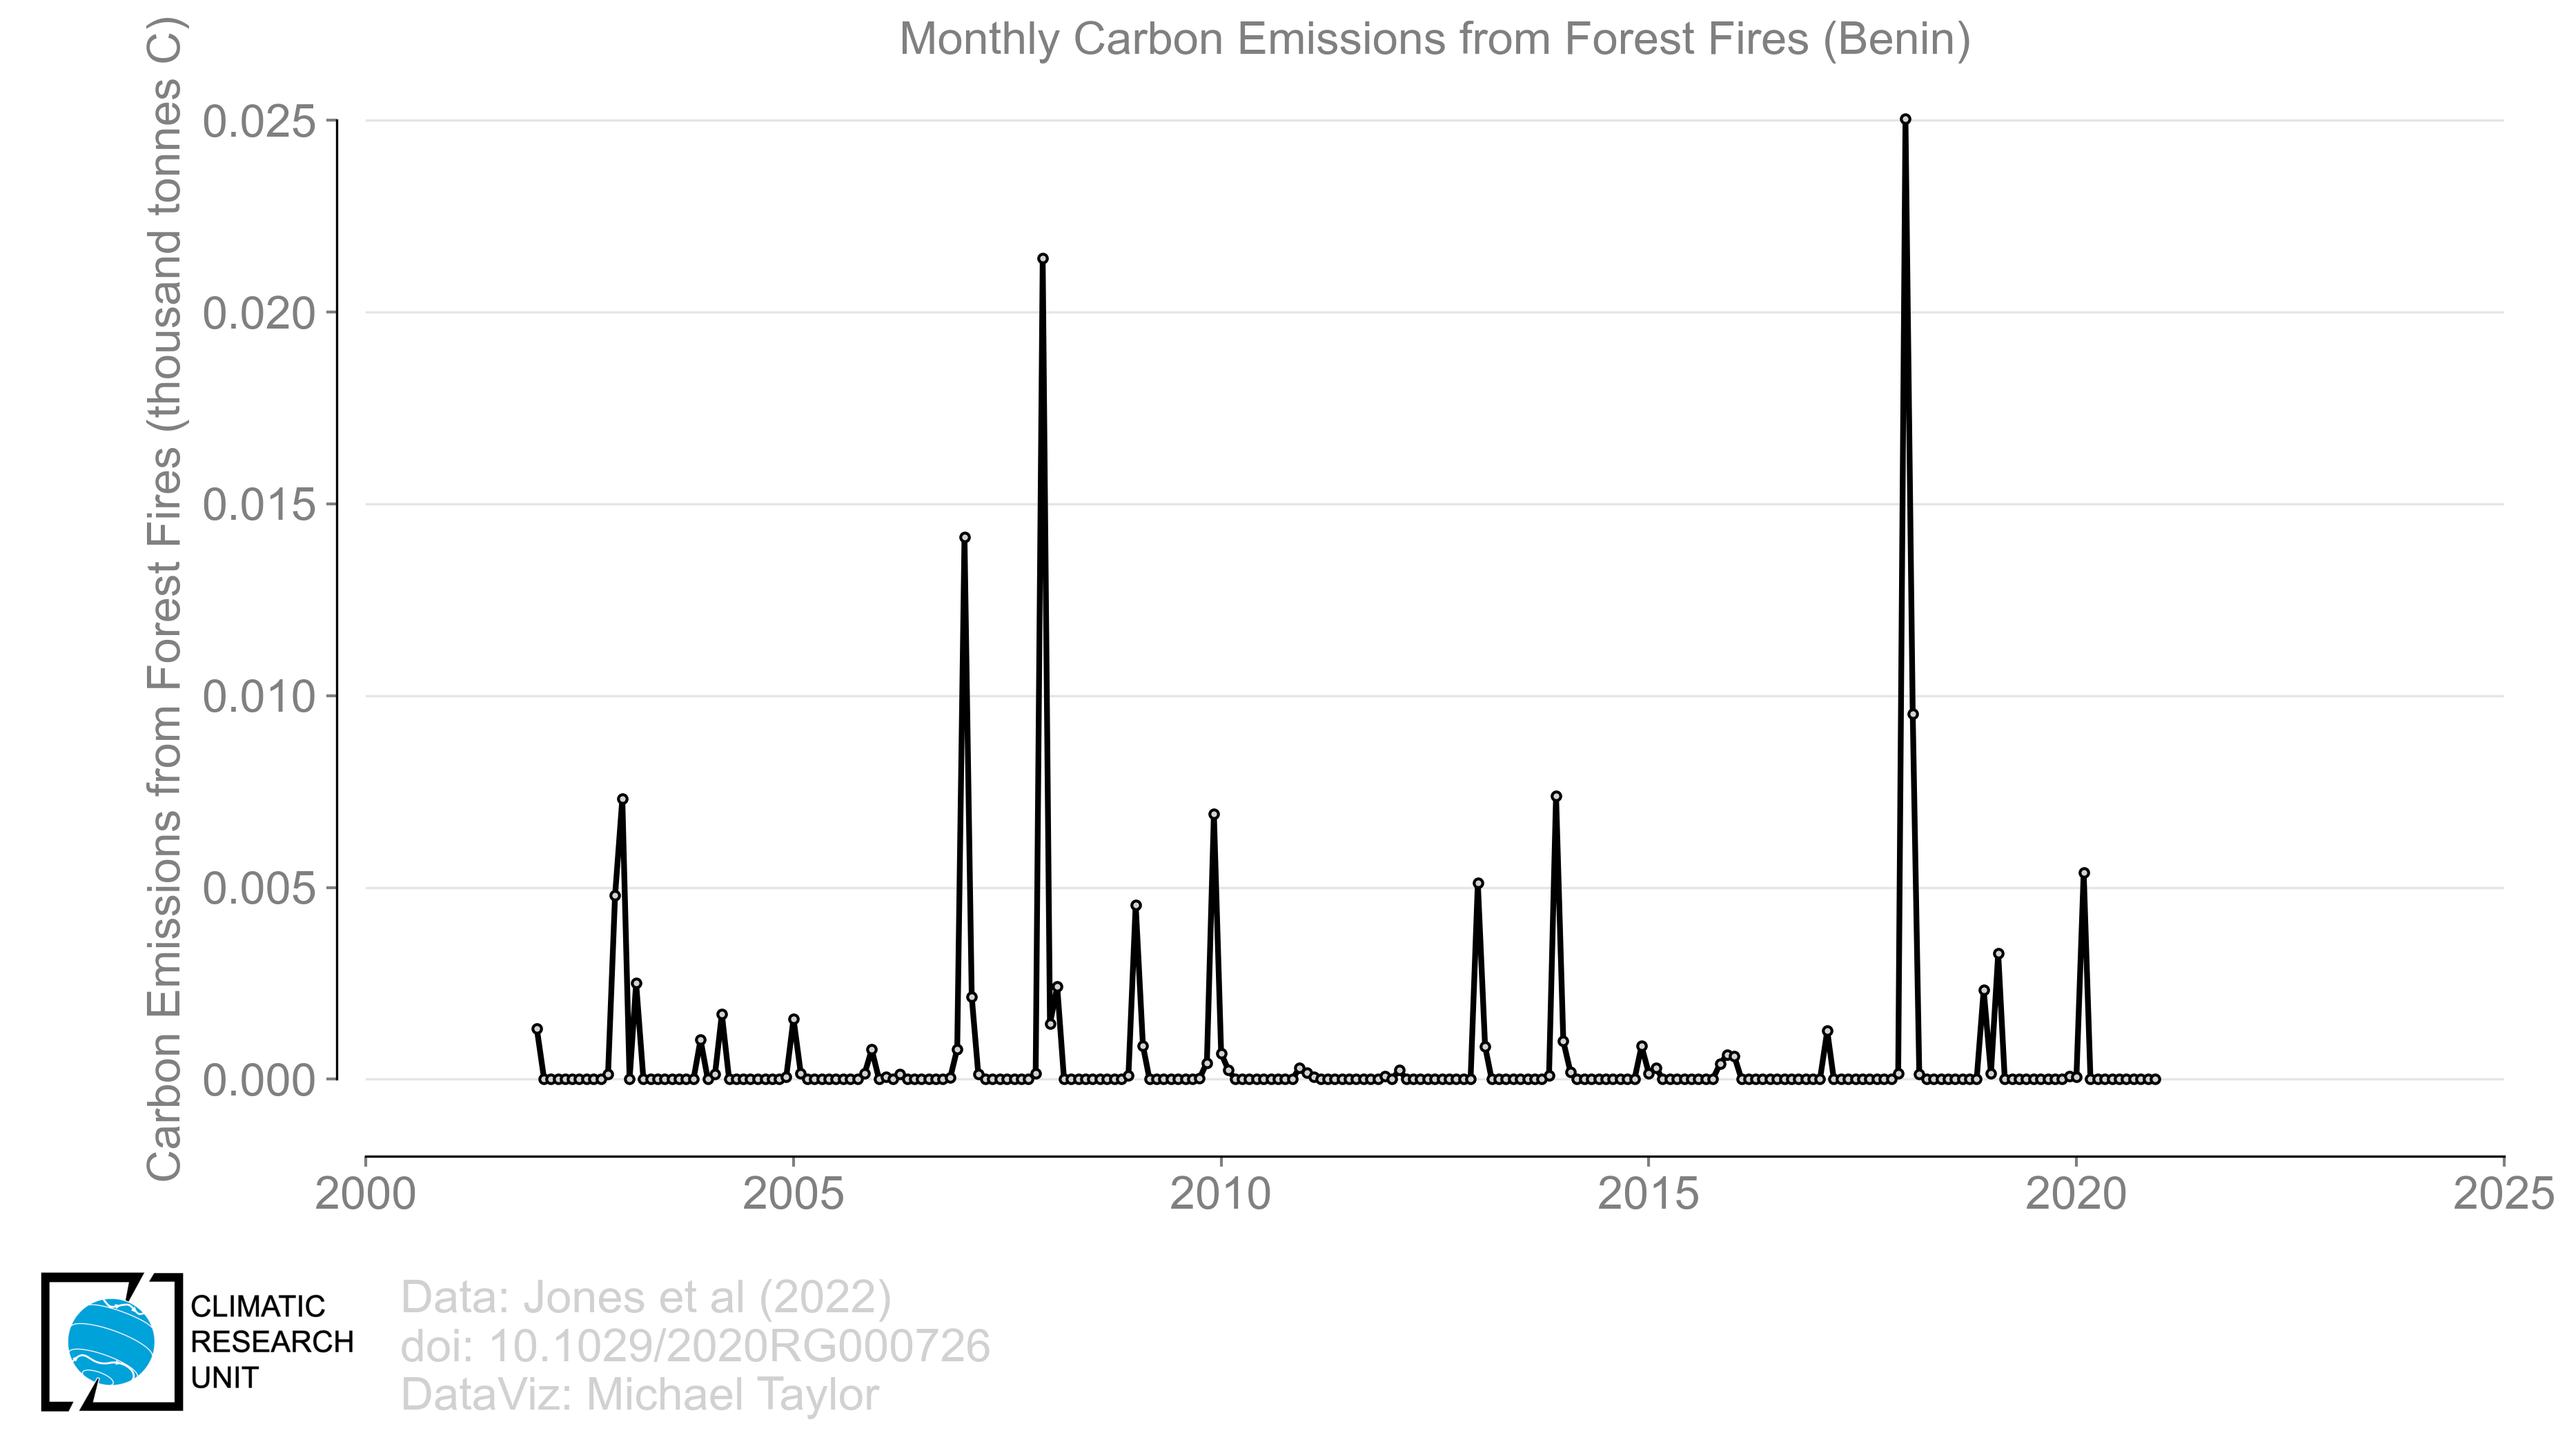 Monthly Carbon Emissions from Forest Fires (Benin)
Carbon Emissions from Forest Fires (thousand tonnes C)
0.025
0.020
0.015
0.010
0.005
0.000
2000
2005
2010
2015
2020
2025
CLIMATIC
RESEARCH
UNIT
Data: Jones et al (2022)
doi: 10.1029/2020RG000726
DataViz: Michael Taylor